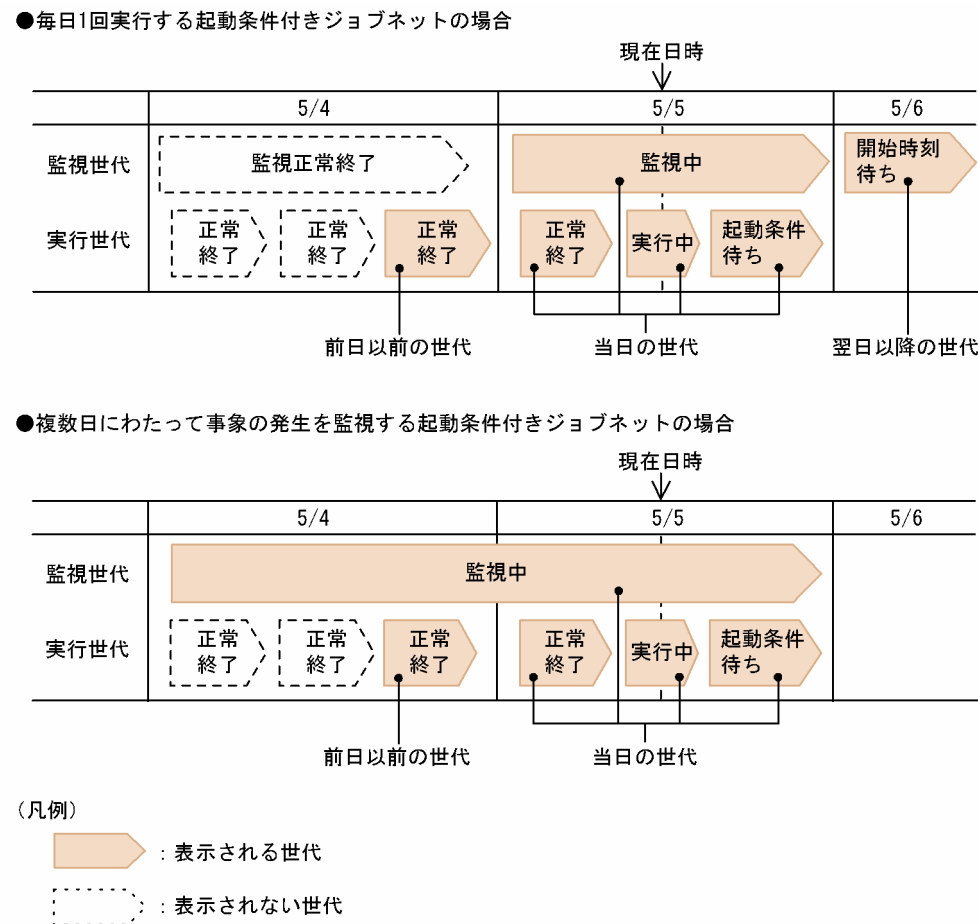 ●毎日1回実行する起動条件付きジョブネットの場合
現在日時
5/4 5/5 5/6
監視世代 監視正常終了 監視中 開始時刻
待ち
実行世代 正常
終了 正常
終了 正常
終了 正常
終了 実行中 起動条件
待ち
前日以前の世代 当日の世代 翌日以降の世代
●複数日にわたって事象の発生を監視する起動条件付きジョブネットの場合
現在日時
5/4 5/5 5/6
監視世代 監視中
実行世代 正常
終了 正常
終了 正常
終了 正常
終了 実行中 起動条件
待ち
前日以前の世代 当日の世代
(凡例)
：表示される世代
：表示されない世代